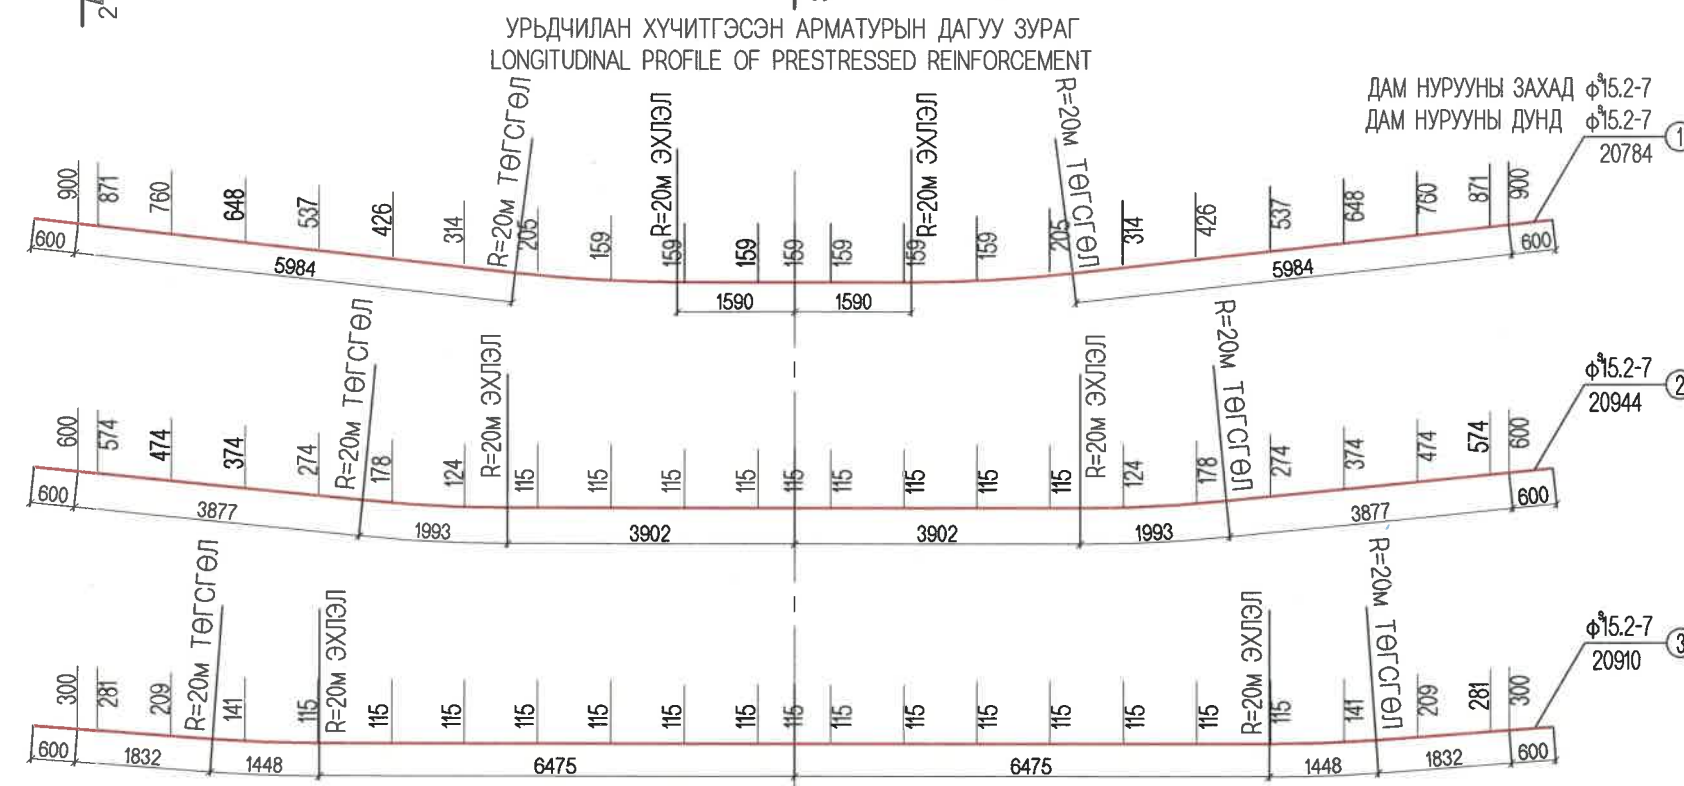 2
УРЬДЧИЛАН ХҮЧИТГЭСЭН АРМАТУРЫН ДАГУУ ЗУРАГ
LONGITUDINAL PROFILE OF PRESTRESSED REINFORCEMENT
ДАМ НУРУУНЫ ЗАХАД ϕˢ15.2-7
ДАМ НУРУУНЫ ДУНД ϕˢ15.2-7
20784
1
900 871 760 648 537 426 314 R=20м ТӨГСГӨЛ 205 159 R=20м ЭХЛЭЛ 159 159 159 159 159 R=20м ЭХЛЭЛ 159 205 R=20м ТӨГСГӨЛ 314 426 537 648 760 871 900
600 5984 1590 1590 5984 600
ϕˢ15.2-7
20944
2
600 574 474 374 274 R=20м ТӨГСГӨЛ 178 124 R=20м ЭХЛЭЛ 115 115 115 115 115 115 115 115 115 R=20м ЭХЛЭЛ 124 178 R=20м ТӨГСГӨЛ 274 374 474 574 600
600 3877 1993 3902 3902 1993 3877 600
ϕˢ15.2-7
20910
3
300 281 209 R=20м ТӨГСГӨЛ 141 115 R=20м ЭХЛЭЛ 115 115 115 115 115 115 115 115 115 115 115 115 115 R=20м ЭХЛЭЛ 115 141 R=20м ТӨГСГӨЛ 209 281 300
600 1832 1448 6475 6475 1448 1832 600